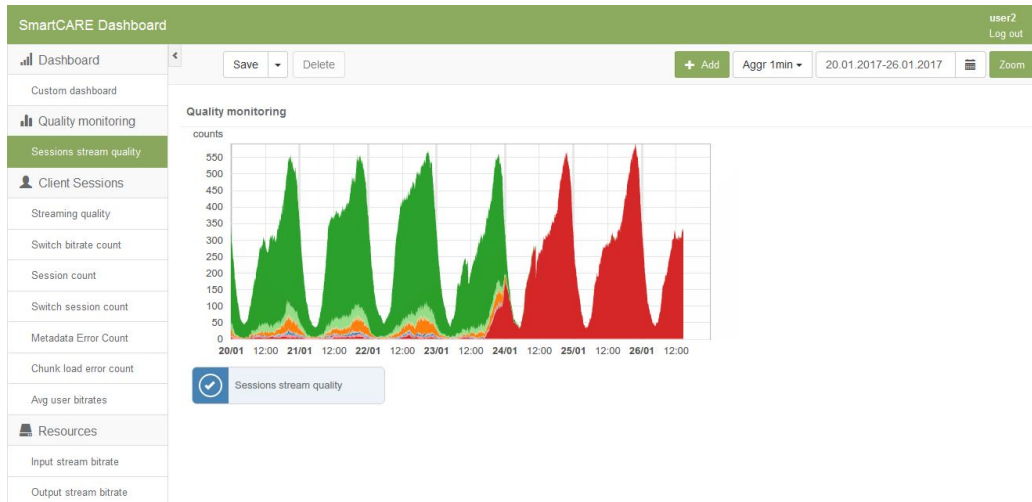 SmartCARE Dashboard
user2
Log out
Dashboard
Custom dashboard
Quality monitoring
Sessions stream quality
Client Sessions
Streaming quality
Switch bitrate count
Session count
Switch session count
Metadata Error Count
Chunk load error count
Avg user bitrates
Resources
Input stream bitrate
Output stream bitrate
Save Delete + Add Aggr 1min 20.01.2017-26.01.2017 Zoom
Quality monitoring
counts
550
500
450
400
350
300
250
200
150
100
50
0
20/01 12:00 21/01 12:00 22/01 12:00 23/01 12:00 24/01 12:00 25/01 12:00 26/01 12:00
Sessions stream quality